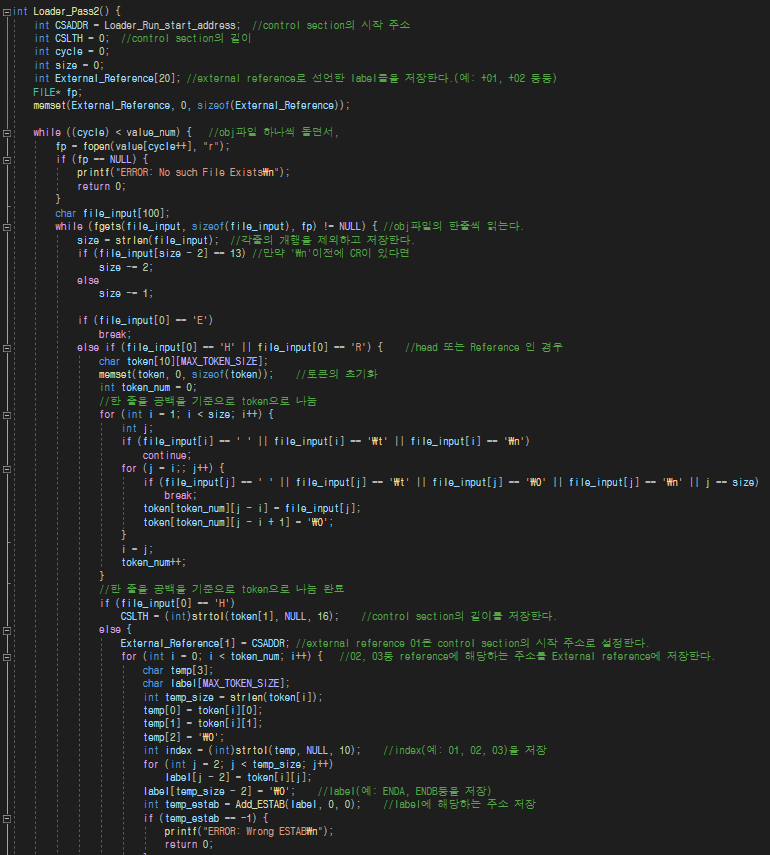 int Loader_Pass2() {
    int CSADDR = Loader_Run_start_address;  //control section의 시작 주소
    int CSLTH = 0;  //control section의 길이
    int cycle = 0;
    int size = 0;
    int External_Reference[20]; //external reference로 선언한 label들을 저장한다.(예: +01, +02 등등)
    FILE* fp;
    memset(External_Reference, 0, sizeof(External_Reference));

    while ((cycle) < value_num) {   //obj파일 하나씩 돌면서,
        fp = fopen(value[cycle++], "r");
        if (fp == NULL) {
            printf("ERROR: No such File Exists₩n");
            return 0;
        }
        char file_input[100];
        while (fgets(file_input, sizeof(file_input), fp) != NULL) { //obj파일의 한줄씩 읽는다.
            size = strlen(file_input);  //각줄의 개행을 제외하고 저장한다.
            if (file_input[size - 2] == 13) //만약 '₩n'이전에 CR이 있다면
                size -= 2;
            else
                size -= 1;

            if (file_input[0] == 'E')
                break;
            else if (file_input[0] == 'H' || file_input[0] == 'R') {    //head 또는 Reference 인 경우
                char token[10][MAX_TOKEN_SIZE];
                memset(token, 0, sizeof(token));    //토큰의 초기화
                int token_num = 0;
                //한 줄을 공백을 기준으로 token으로 나눔
                for (int i = 1; i < size; i++) {
                    int j;
                    if (file_input[i] == ' ' || file_input[i] == '₩t' || file_input[i] == '₩n')
                        continue;
                    for (j = i;; j++) {
                        if (file_input[j] == ' ' || file_input[j] == '₩t' || file_input[j] == '₩0' || file_input[j] == '₩n' || j == size)
                            break;
                        token[token_num][j - i] = file_input[j];
                        token[token_num][j - i + 1] = '₩0';
                    }
                    i = j;
                    token_num++;
                }
                //한 줄을 공백을 기준으로 token으로 나눔 완료
                if (file_input[0] == 'H')
                    CSLTH = (int)strtol(token[1], NULL, 16);    //control section의 길이를 저장한다.
                else {
                    External_Reference[1] = CSADDR; //external reference 01은 control section의 시작 주소로 설정한다.
                    for (int i = 0; i < token_num; i++) {   //02, 03등 reference에 해당하는 주소를 External reference에 저장한다.
                        char temp[3];
                        char label[MAX_TOKEN_SIZE];
                        int temp_size = strlen(token[i]);
                        temp[0] = token[i][0];
                        temp[1] = token[i][1];
                        temp[2] = '₩0';
                        int index = (int)strtol(temp, NULL, 10);    //index(예: 01, 02, 03)을 저장
                        for (int j = 2; j < temp_size; j++)
                            label[j - 2] = token[i][j];
                        label[temp_size - 2] = '₩0';    //label(예: ENDA, ENDB등을 저장)
                        int temp_estab = Add_ESTAB(label, 0, 0);    //label에 해당하는 주소 저장
                        if (temp_estab == -1) {
                            printf("ERROR: Wrong ESTAB₩n");
                            return 0;